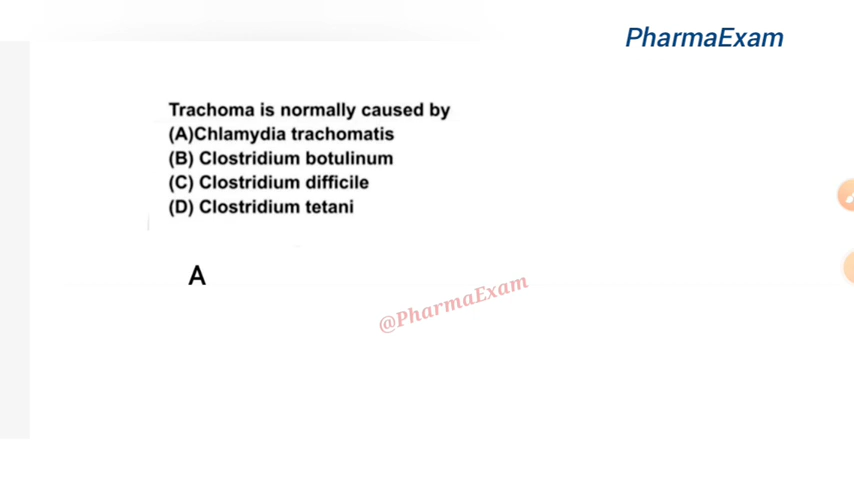 PharmaExam
Trachoma is normally caused by
(A)Chlamydia trachomatis
(B) Clostridium botulinum
(C) Clostridium difficile
(D) Clostridium tetani
A
@PharmaExam